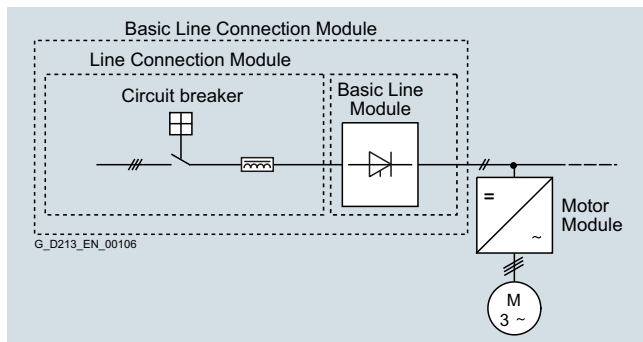 Basic Line Connection Module
Line Connection Module
Circuit breaker
Basic Line
Module
=
~
Motor
Module
G_D213_EN_00106
M
3 ~